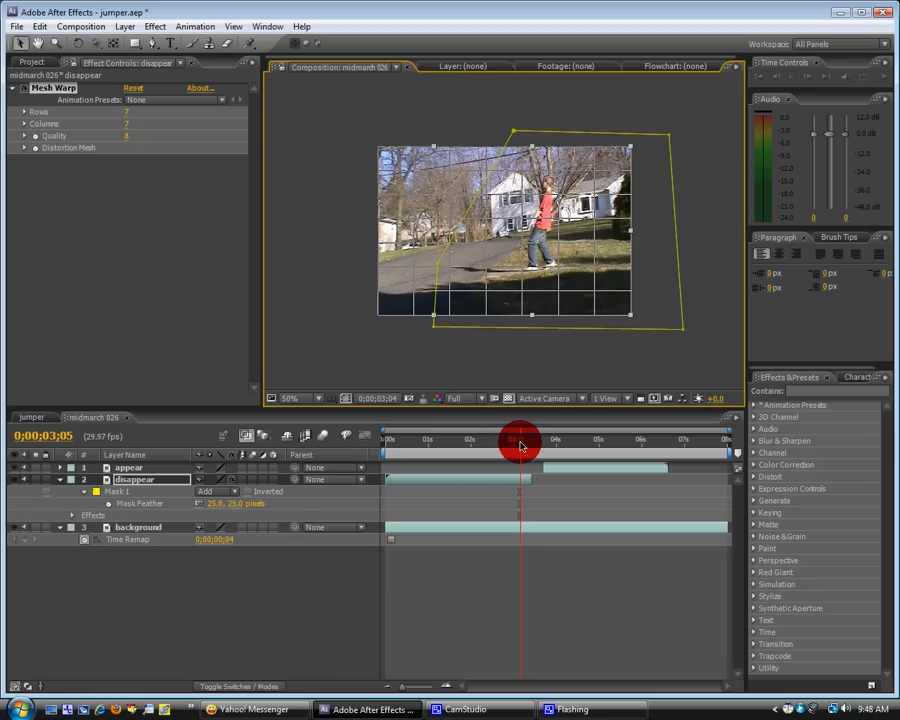 Adobe After Effects - jumper.aep *
File Edit Composition Layer Effect Animation View Window Help
Workspace: All Panels
Project Effect Controls: disappear
midmarch 026 * disappear
Mesh Warp Reset About...
Animation Presets: None
Rows 7
Columns 7
Quality 8
Distortion Mesh
Composition: midmarch 026 Layer: (none) Footage: (none) Flowchart: (none)
50% 0;00;03;04 Full Active Camera 1 View +0.0
Time Controls
Audio
0.0 12.0 dB
-3.0 6.0
-6.0 0.0 dB
-9.0 -6.0
-12.0 -12.0
-15.0 -18.0
-18.0 -24.0
-21.0 -36.0
-24.0 -48.0 dB
0 0
Paragraph Brush Tips
0 px 0 px 0 px
0 px 0 px
Effects & Presets Charact
Contains:
* Animation Presets
3D Channel
Audio
Blur & Sharpen
Channel
Color Correction
Distort
Expression Controls
Generate
Keying
Matte
Noise & Grain
Paint
Perspective
Red Giant
Simulation
Stylize
Synthetic Aperture
Text
Time
Transition
Trapcode
Utility
jumper midmarch 026
0;00;03;05 (29.97 fps)
:00s 01s 02s 04s 05s 06s 07s 08s
# Layer Name Parent
1 appear None
2 disappear None
Mask 1 Add Inverted
Mask Feather 25.0, 25.0 pixels
Effects
3 background None
Time Remap 0;00;00;04
Toggle Switches / Modes
Yahoo! Messenger Adobe After Effects ... CamStudio Flashing 9:48 AM